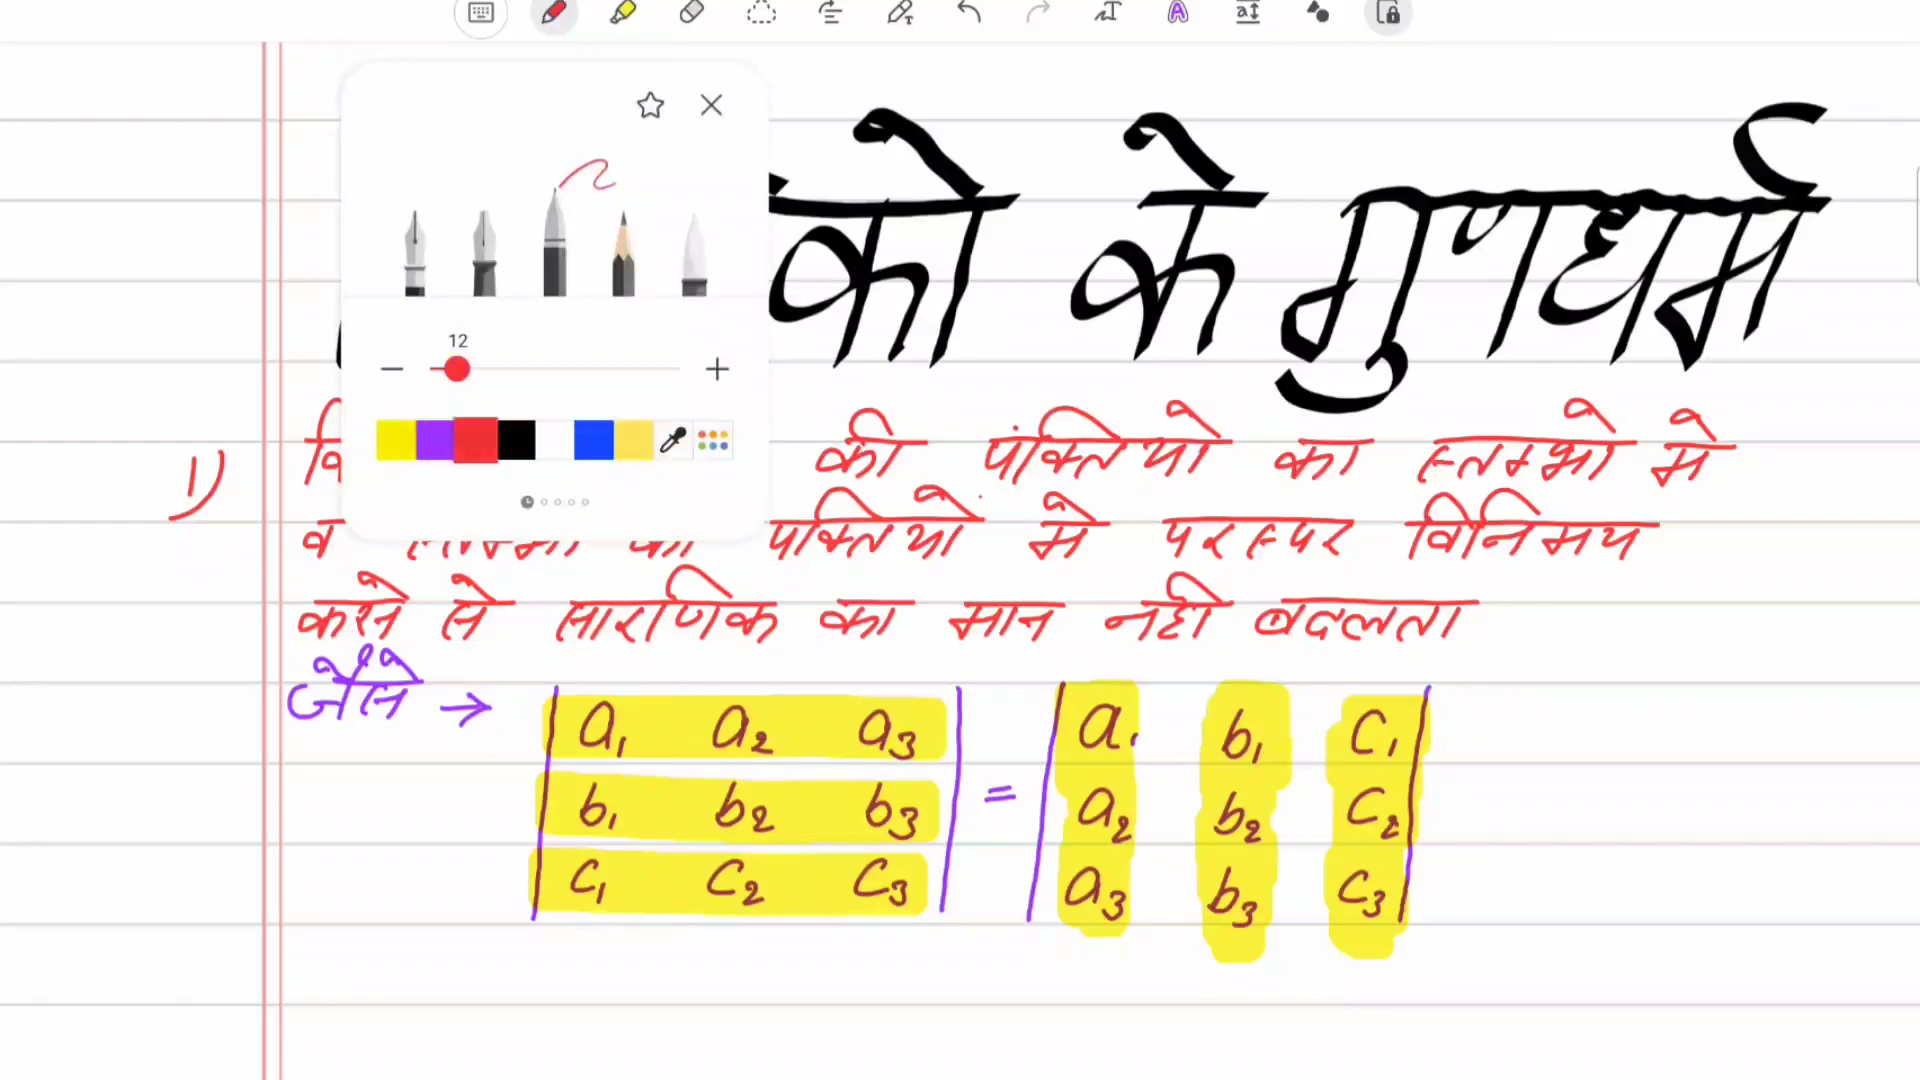 को के गुणधर्म
12
1) की पंक्तियो का स्तम्भो मे
व स्तम्भो का पंक्तियो मे परस्पर विनिमय
करने से सारणिक का मान नही बदलता
जैसे →
a₁ a₂ a₃ a₁ b₁ c₁
b₁ b₂ b₃ = a₂ b₂ c₂
c₁ c₂ c₃ a₃ b₃ c₃